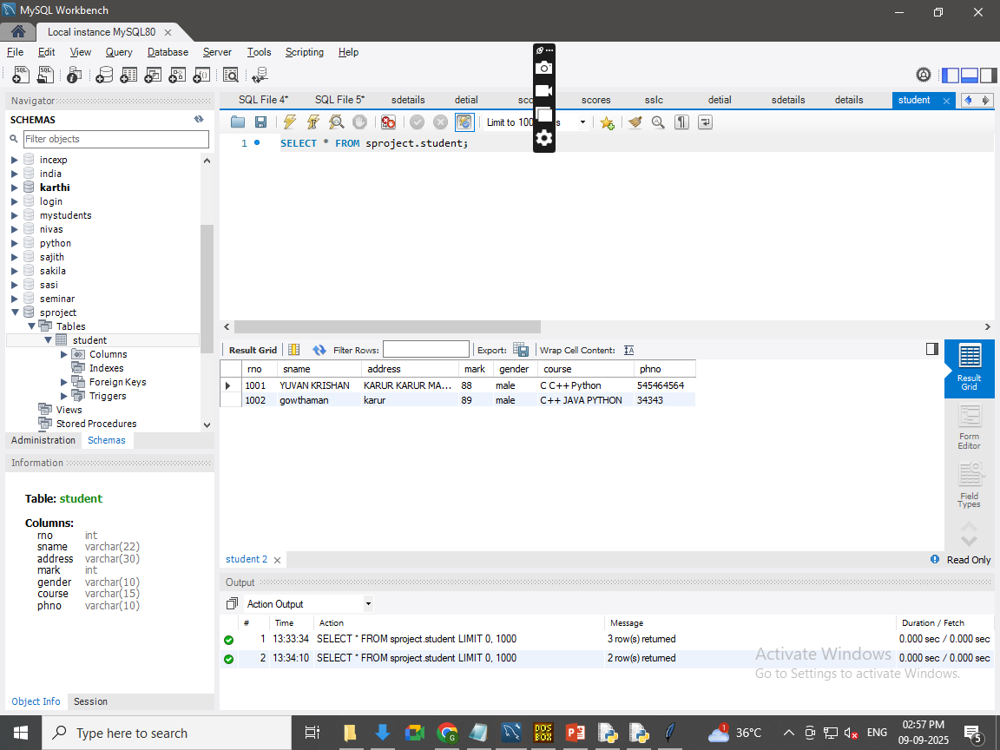 MySQL Workbench
Local instance MySQL80
File Edit View Query Database Server Tools Scripting Help
Navigator
SCHEMAS
Filter objects
incexp
india
karthi
login
mystudents
nivas
python
sajith
sakila
sasi
seminar
sproject
Tables
student
Columns
Indexes
Foreign Keys
Triggers
Views
Stored Procedures
Administration Schemas
Information
Table: student
Columns:
rno int
sname varchar(22)
address varchar(30)
mark int
gender varchar(10)
course varchar(15)
phno varchar(10)
Object Info Session
SQL File 4* SQL File 5* sdetails detial scores sslc detial sdetails details student
Limit to 100
1 SELECT * FROM sproject.student;
Result Grid Filter Rows: Export: Wrap Cell Content:
rno sname address mark gender course phno
1001 YUVAN KRISHAN KARUR KARUR MA... 88 male C C++ Python 545464564
1002 gowthaman karur 89 male C++ JAVA PYTHON 34343
Result Grid
Form Editor
Field Types
student 2
Read Only
Output
Action Output
# Time Action Message Duration / Fetch
1 13:33:34 SELECT * FROM sproject.student LIMIT 0, 1000 3 row(s) returned 0.000 sec / 0.000 sec
2 13:34:10 SELECT * FROM sproject.student LIMIT 0, 1000 2 row(s) returned 0.000 sec / 0.000 sec
Activate Windows
Go to Settings to activate Windows.
Type here to search
DOS BOX
1
36°C
ENG
02:57 PM
09-09-2025
5